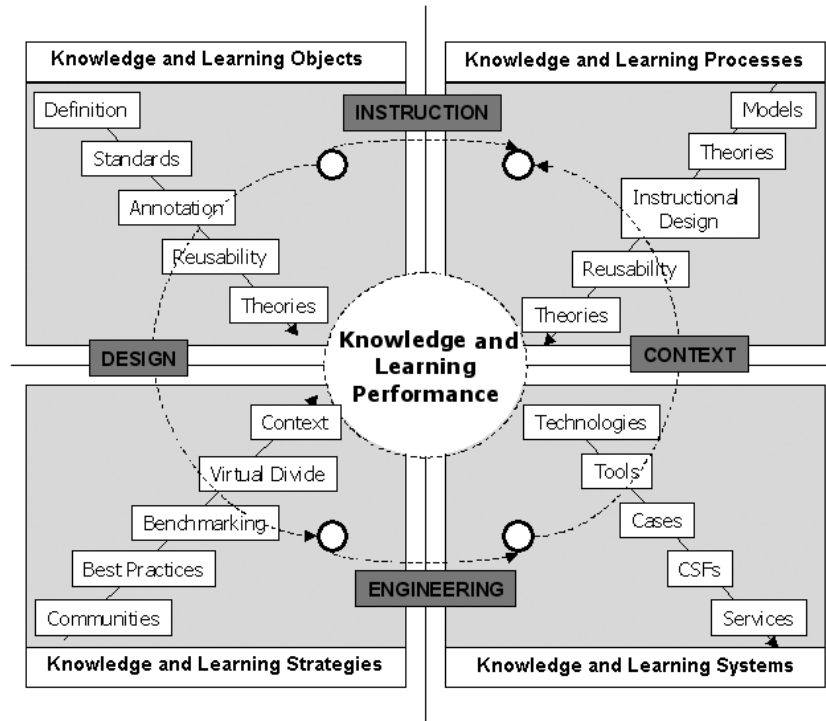 Knowledge and Learning Objects
Knowledge and Learning Processes
INSTRUCTION
Definition
Standards
Annotation
Reusability
Theories
Models
Theories
Instructional
Design
Reusability
Theories
DESIGN
Knowledge and
Learning
Performance
CONTEXT
Context
Virtual Divide
Benchmarking
Best Practices
Communities
Technologies
Tools
Cases
CSFs
Services
ENGINEERING
Knowledge and Learning Strategies
Knowledge and Learning Systems